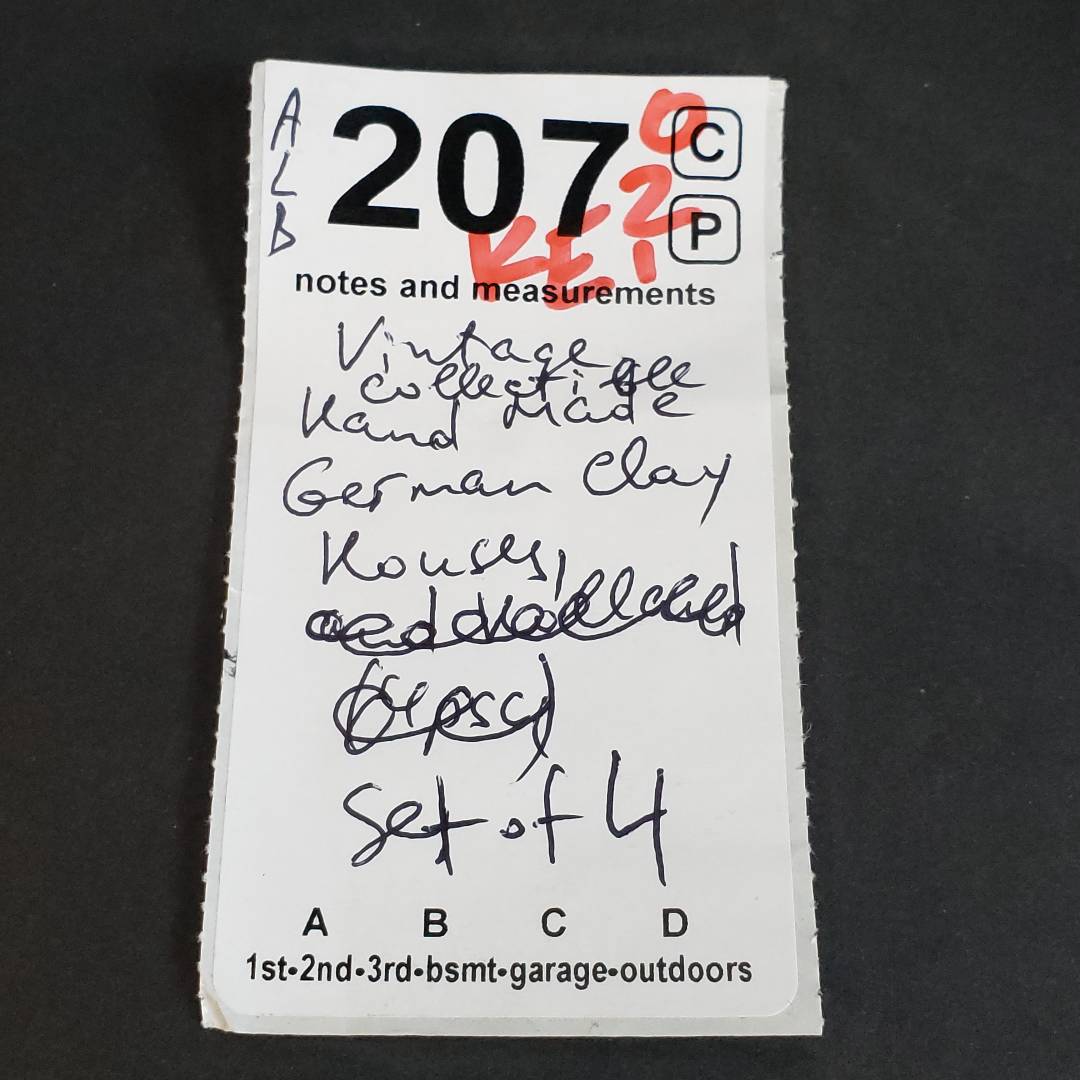 A
L
B
207
C
P
notes and measurements
Vintage
collectible
Hand Made
German Clay
Houses,
Set of 4
A B C D
1st•2nd•3rd•bsmt•garage•outdoors